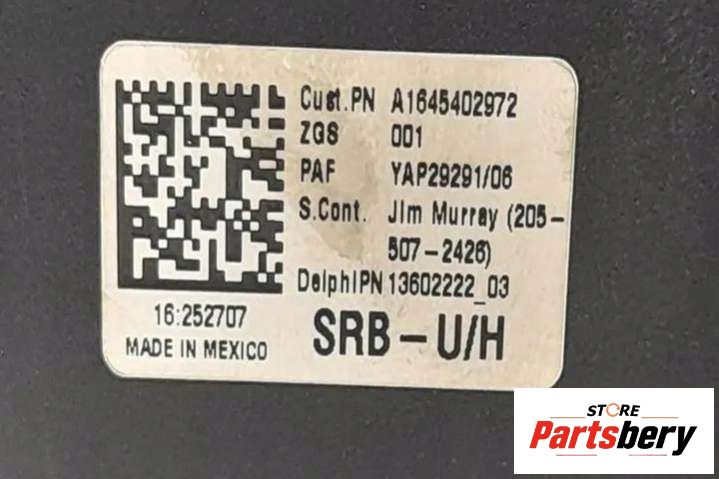 Cust.PN A1645402972
ZGS 001
PAF YAP29291/06
S.Cont. Jim Murray (205-
507-2426)
DelphiPN 13602222_03
16:252707
MADE IN MEXICO
SRB-U/H
STORE
Partsbery